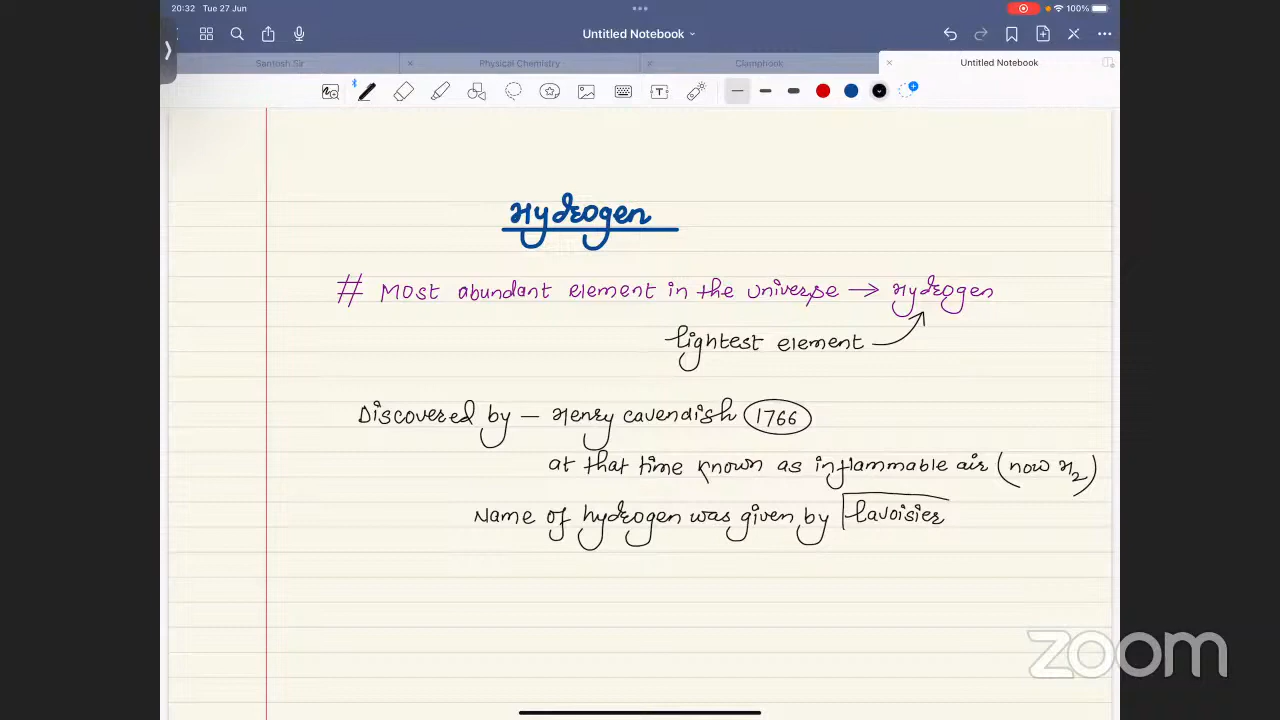 20:32 Tue 27 Jun
100%
Untitled Notebook
Santosh Sir
Physical Chemistry
Clamphook
Untitled Notebook
Hydrogen
# Most abundant element in the universe → Hydrogen
lightest element
Discovered by — Henry cavendish 1766
at that time known as inflammable air (now H2)
Name of hydrogen was given by lavoisier
zoom